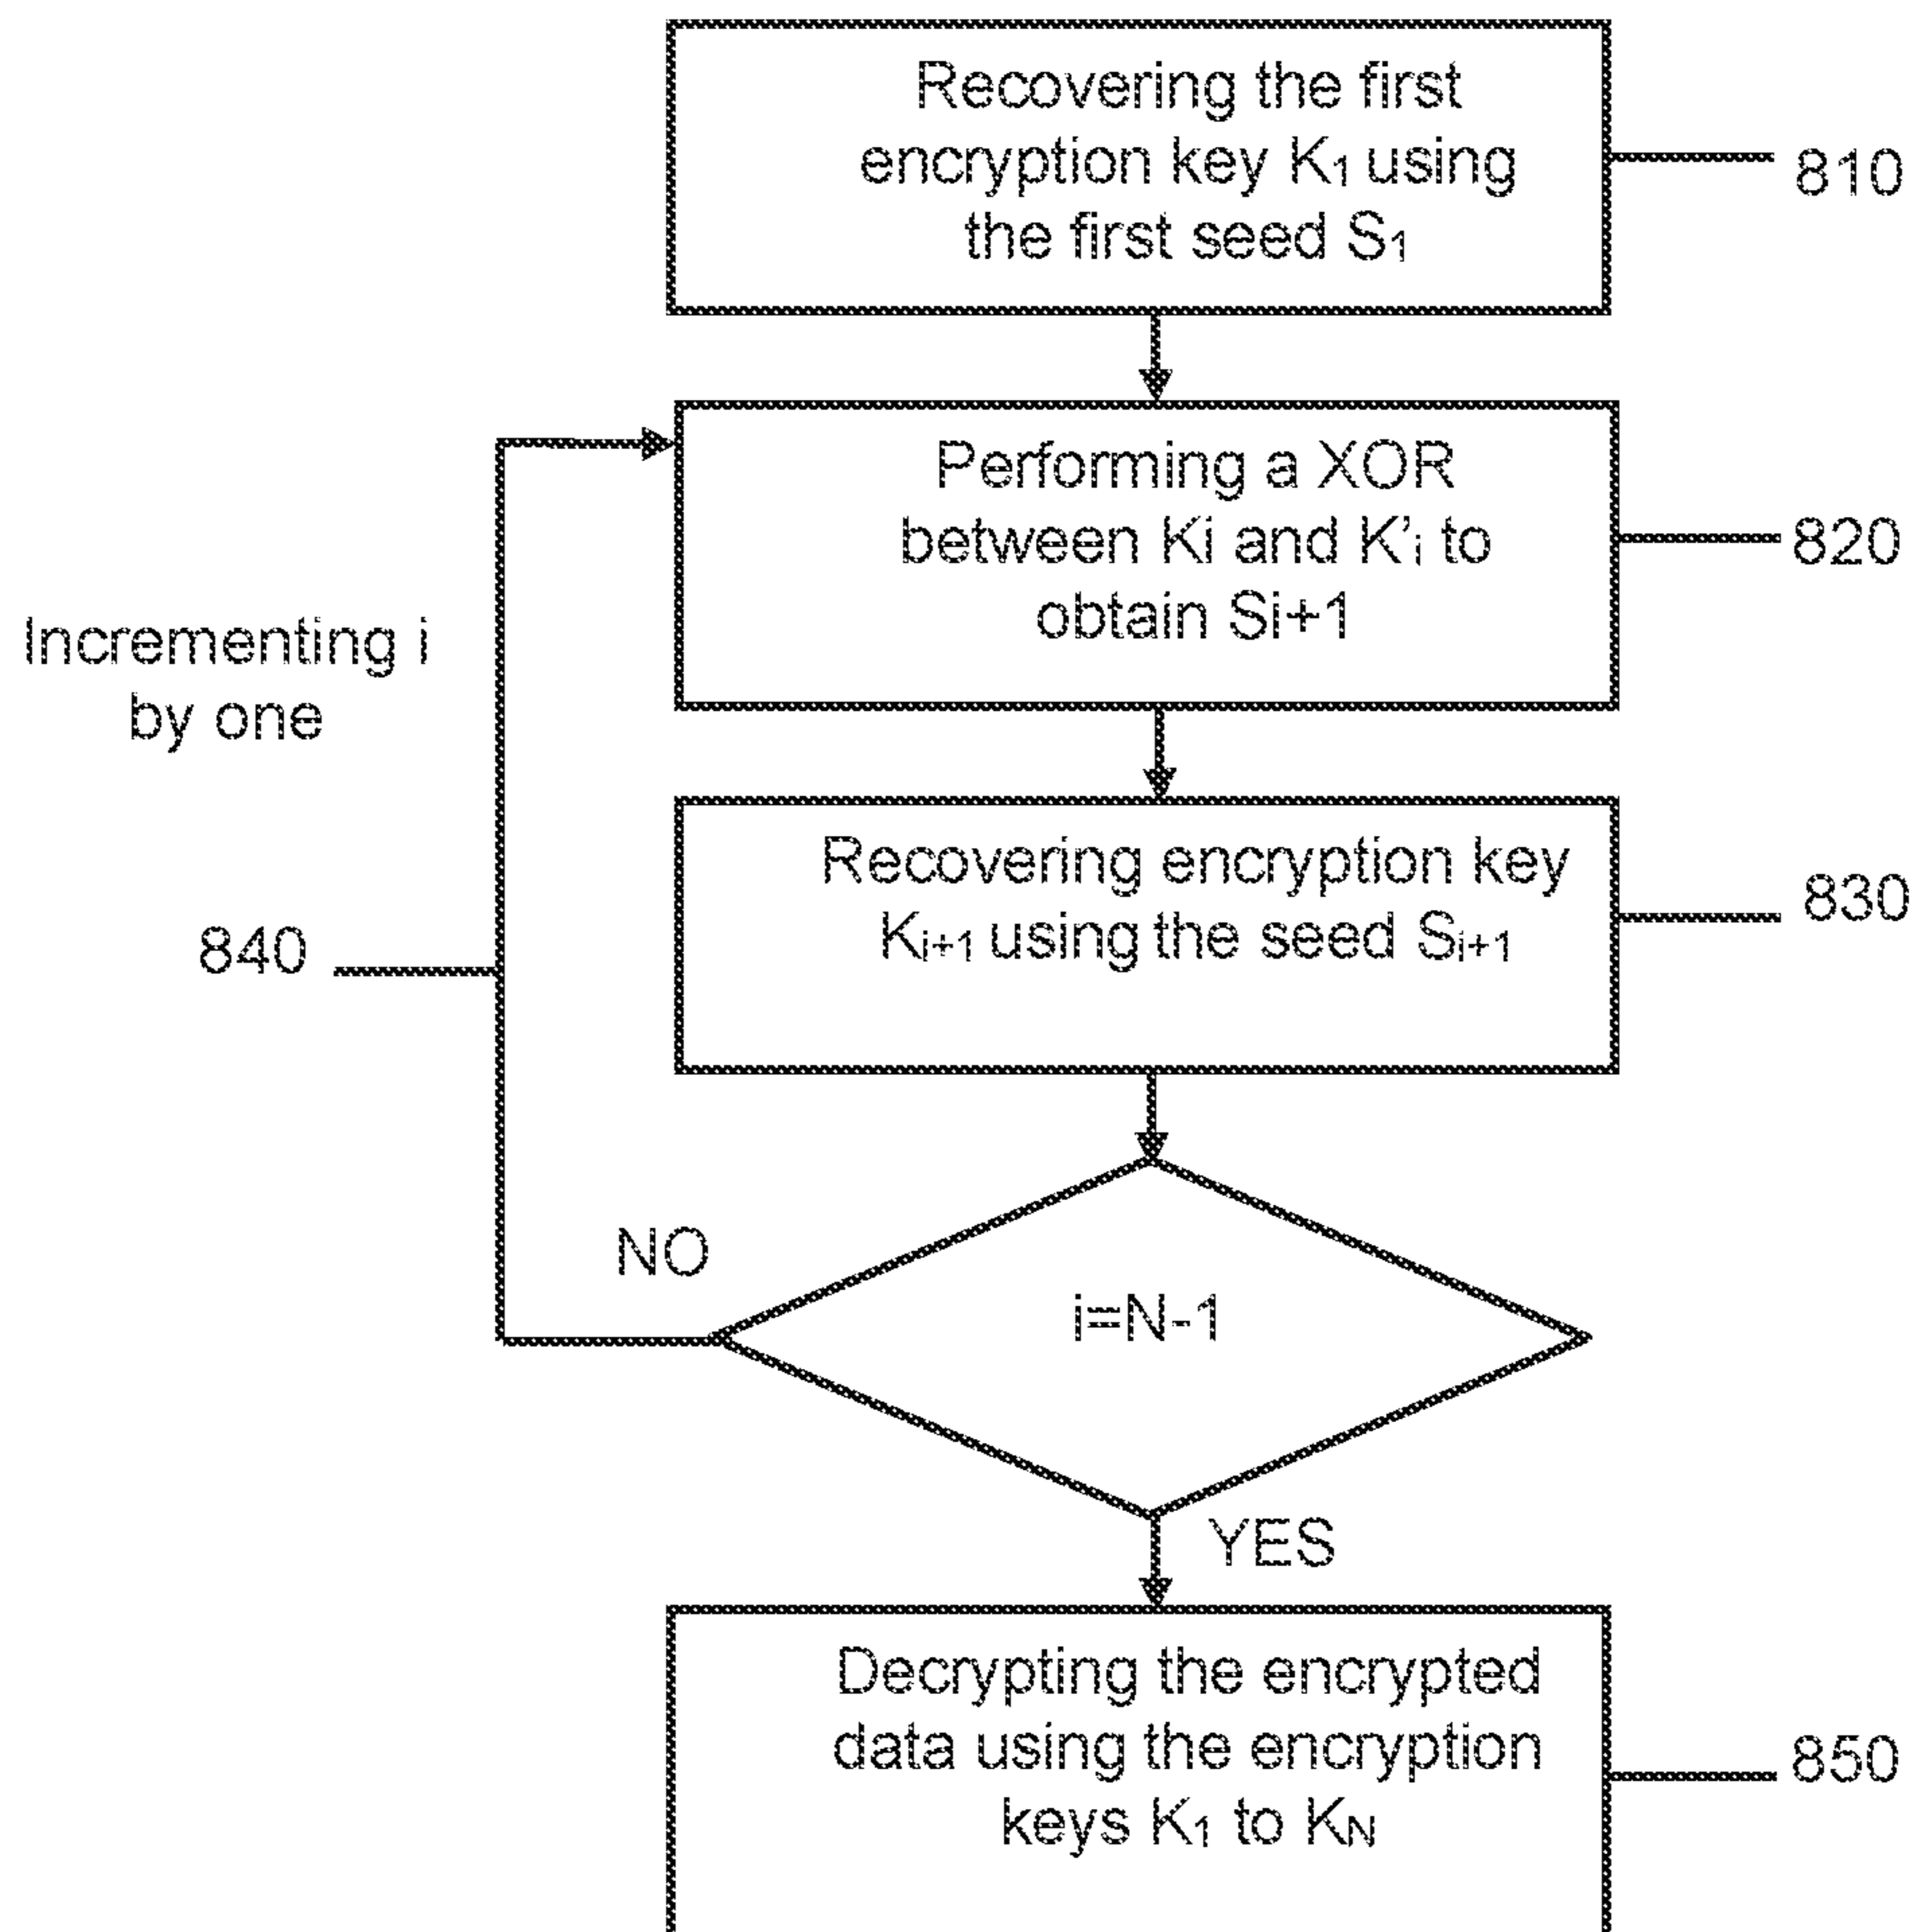 Recovering the first
encryption key K₁ using
the first seed S₁
810
Performing a XOR
between Ki and K'ᵢ to
obtain Si+1
820
Incrementing i
by one
Recovering encryption key
Kᵢ₊₁ using the seed Sᵢ₊₁
830
840
NO
i=N-1
YES
Decrypting the encrypted
data using the encryption
keys K₁ to K_N
850